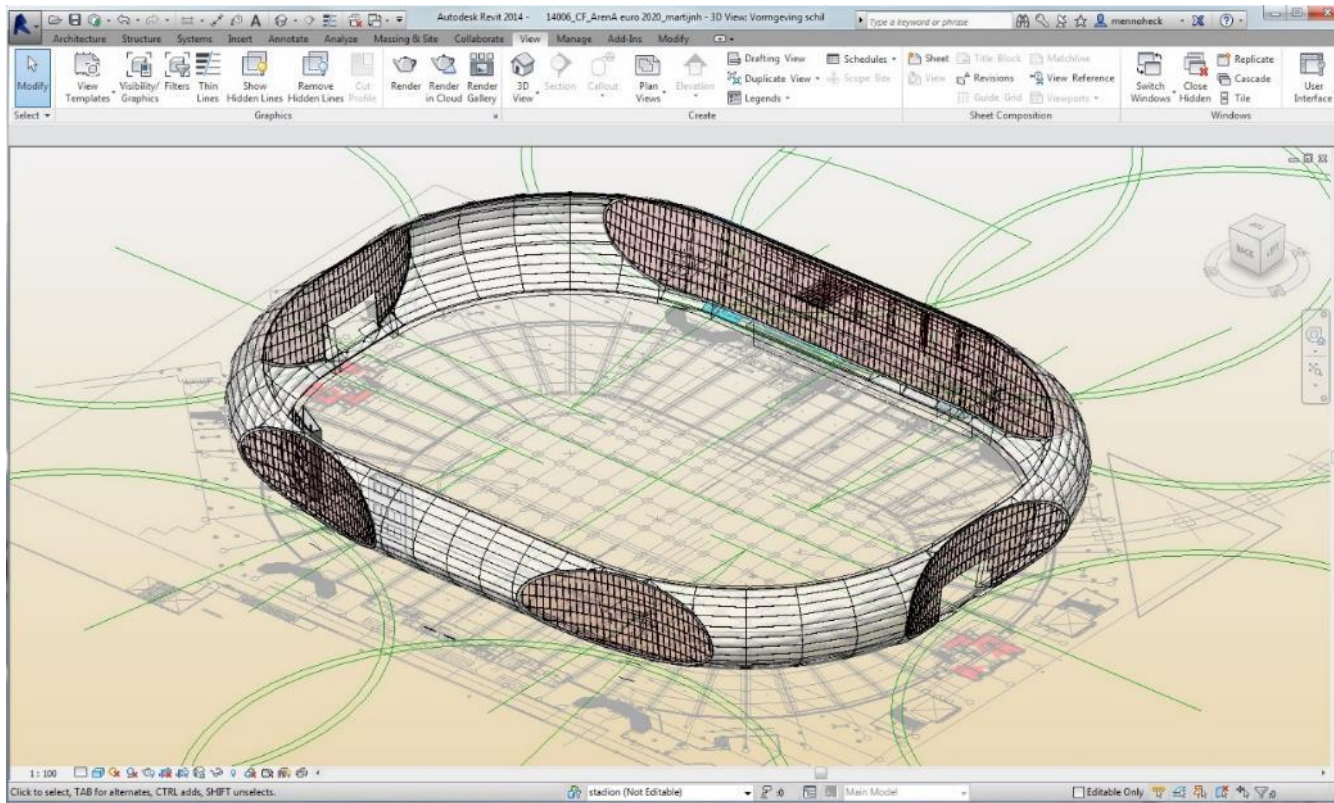 Autodesk Revit 2014 - 14006_CF_ArenA euro 2020_martijnh - 3D View: Vormgeving schil
Type a keyword or phrase
mennoheck
Architecture Structure Systems Insert Annotate Analyze Massing & Site Collaborate View Manage Add-Ins Modify
Modify
View Templates
Visibility/ Graphics
Filters
Thin Lines
Show Hidden Lines
Remove Hidden Lines
Cut Profile
Render
Render in Cloud
Render Gallery
3D View
Section
Callout
Plan Views
Elevation
Drafting View
Duplicate View
Legends
Schedules
Scope Box
Sheet
View
Title Block
Revisions
Guide Grid
Matchline
View Reference
Viewports
Switch Windows
Close Hidden
Replicate
Cascade
Tile
User Interface
Select
Graphics
Create
Sheet Composition
Windows
BACK
LEFT
1 : 100
Click to select, TAB for alternates, CTRL adds, SHIFT unselects.
stadion (Not Editable)
:0
Main Model
Editable Only
:0